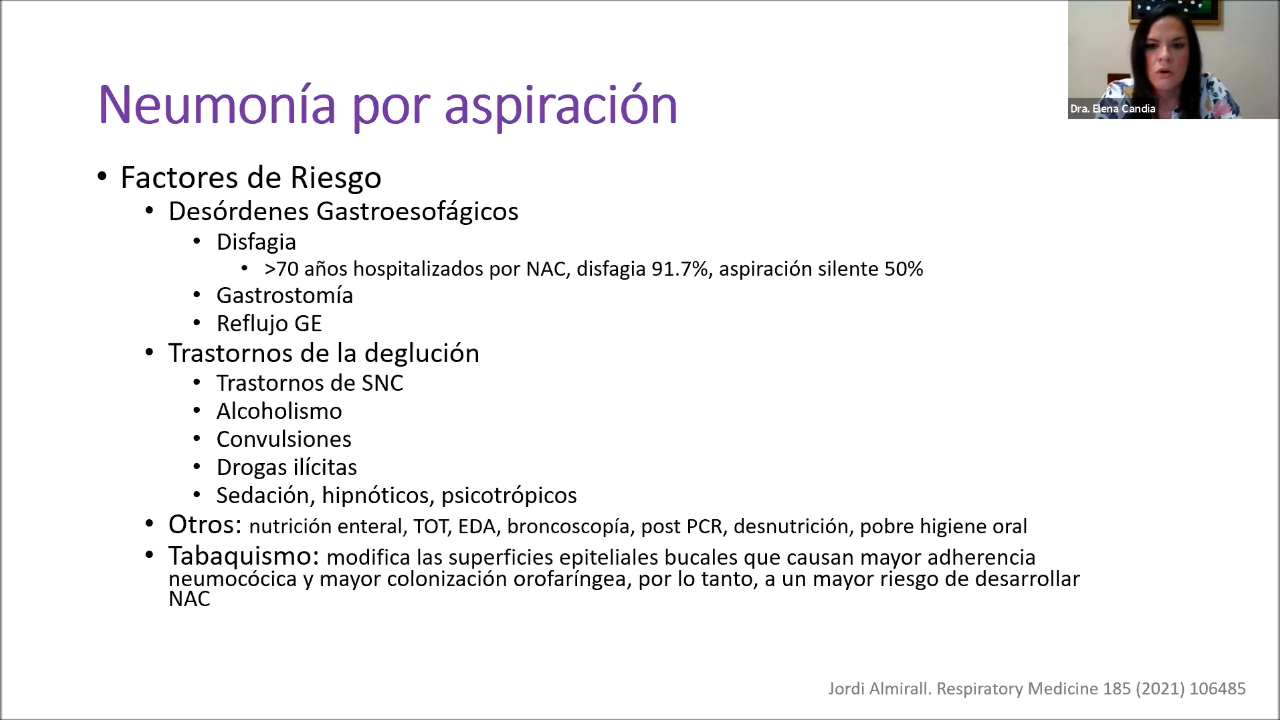 Neumonía por aspiración
Dra. Elena Candia
• Factores de Riesgo
• Desórdenes Gastroesofágicos
• Disfagia
• >70 años hospitalizados por NAC, disfagia 91.7%, aspiración silente 50%
• Gastrostomía
• Reflujo GE
• Trastornos de la deglución
• Trastornos de SNC
• Alcoholismo
• Convulsiones
• Drogas ilícitas
• Sedación, hipnóticos, psicotrópicos
• Otros: nutrición enteral, TOT, EDA, broncoscopía, post PCR, desnutrición, pobre higiene oral
• Tabaquismo: modifica las superficies epiteliales bucales que causan mayor adherencia
neumocócica y mayor colonización orofaríngea, por lo tanto, a un mayor riesgo de desarrollar
NAC
Jordi Almirall. Respiratory Medicine 185 (2021) 106485